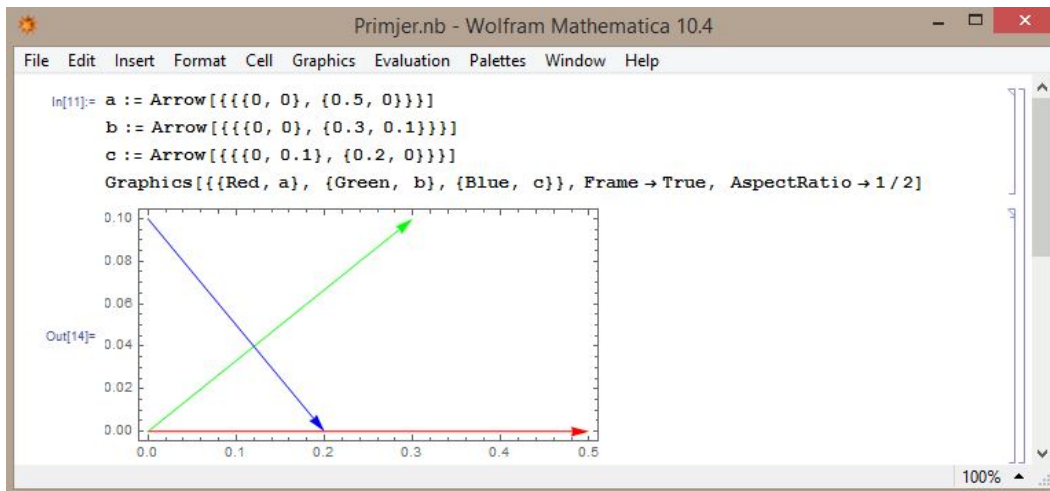 Primjer.nb - Wolfram Mathematica 10.4
File Edit Insert Format Cell Graphics Evaluation Palettes Window Help
In[11]:= a := Arrow[{{{0, 0}, {0.5, 0}}}]
b := Arrow[{{{0, 0}, {0.3, 0.1}}}]
c := Arrow[{{{0, 0.1}, {0.2, 0}}}]
Graphics[{{Red, a}, {Green, b}, {Blue, c}}, Frame → True, AspectRatio → 1/2]
0.10
0.08
0.06
Out[14]= 0.04
0.02
0.00
0.0 0.1 0.2 0.3 0.4 0.5
100%